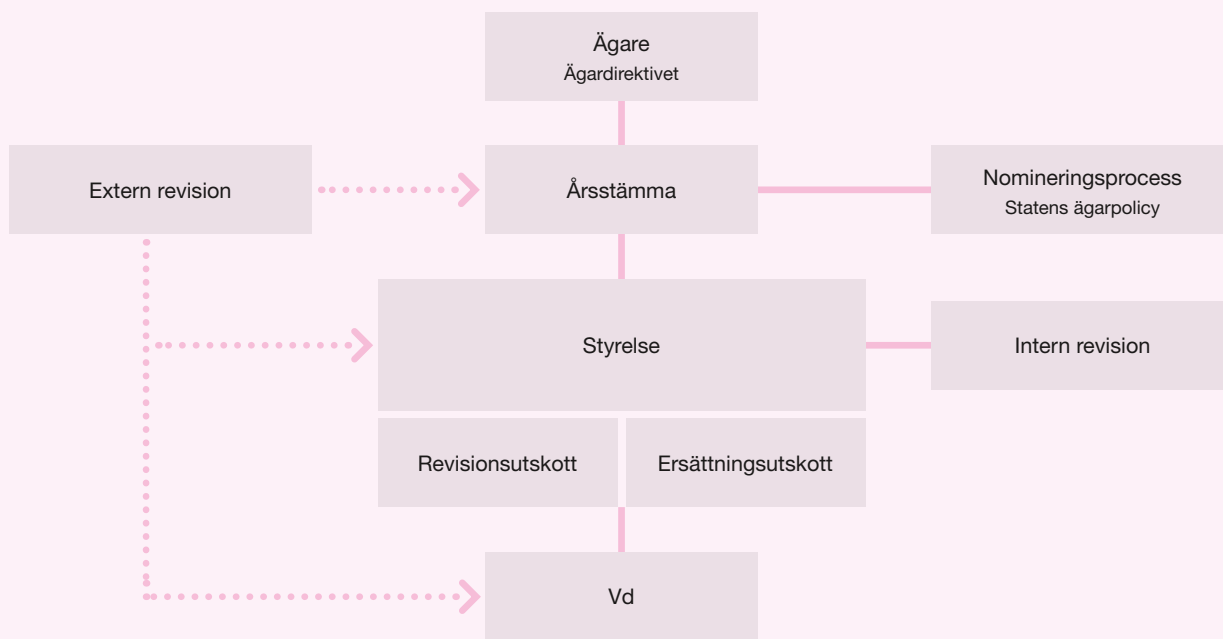 Ägare
Ägardirektivet
Extern revision
Årsstämma
Nomineringsprocess
Statens ägarpolicy
Styrelse
Intern revision
Revisionsutskott
Ersättningsutskott
Vd